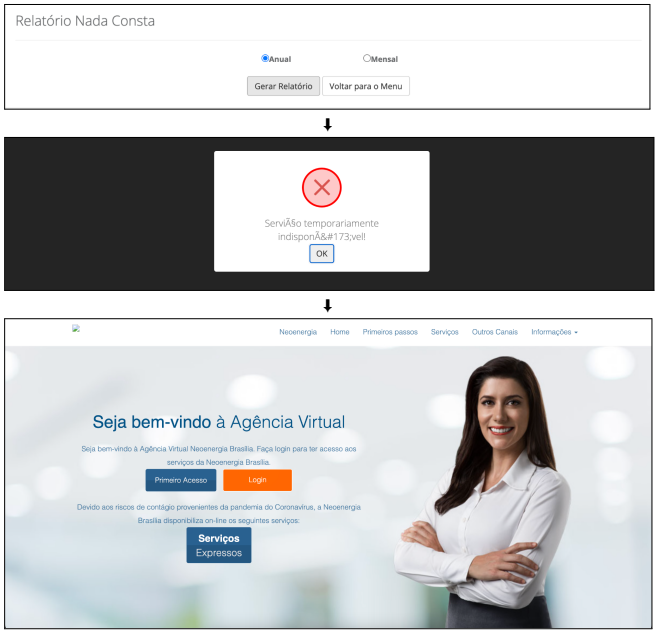 Relatório Nada Consta
Anual Mensal
Gerar Relatório Voltar para o Menu
ServiÃ§o temporariamente
indisponÃ&#173;vel!
OK
Neoenergia Home Primeiros passos Serviços Outros Canais Informações
Seja bem-vindo à Agência Virtual
Seja bem-vindo à Agência Virtual Neoenergia Brasília, Faça login para ter acesso aos
serviços da Neoenergia Brasília.
Primeiro Acesso Login
Devido aos riscos de contágio provenientes da pandemia do Coronavírus, a Neoenergia
Brasília disponibiliza on-line os seguintes serviços:
Serviços
Expressos